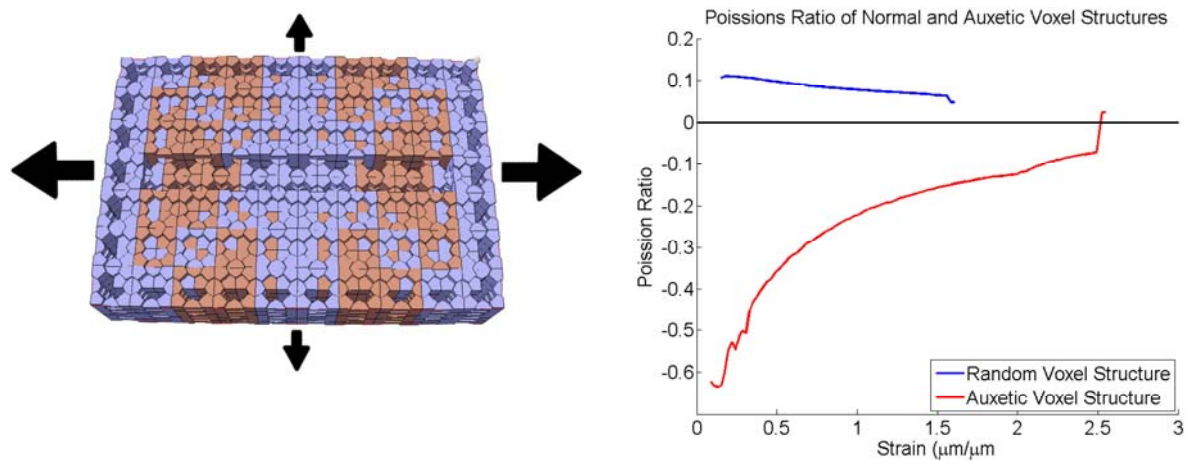 Poissions Ratio of Normal and Auxetic Voxel Structures
0.2
0.1
0
-0.1
-0.2
-0.3
-0.4
-0.5
-0.6
Poission Ratio
Random Voxel Structure
Auxetic Voxel Structure
0 0.5 1 1.5 2 2.5 3
Strain (μm/μm